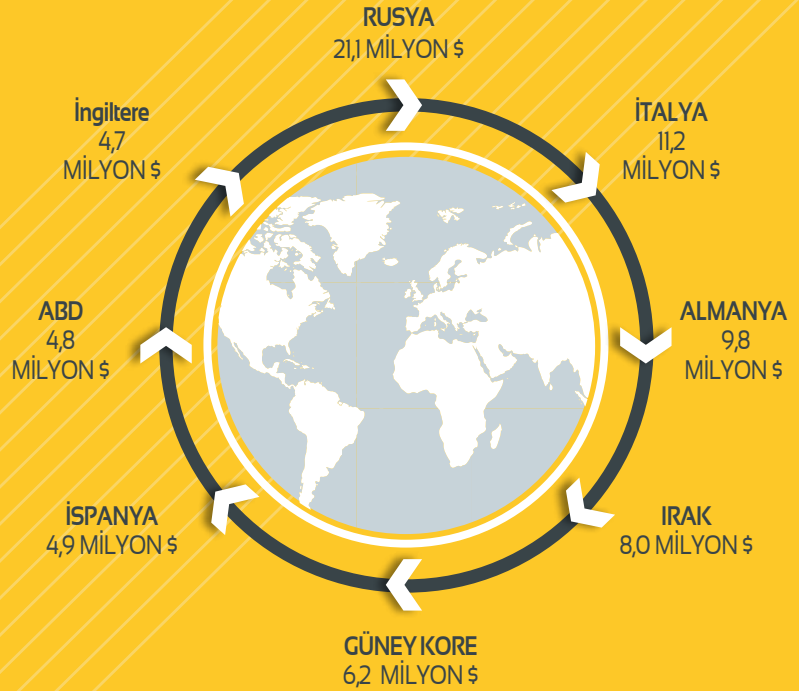 RUSYA
21,1 MİLYON $
İTALYA
11,2
MİLYON $
ALMANYA
9,8
MİLYON $
IRAK
8,0 MİLYON $
GÜNEY KORE
6,2 MİLYON $
İSPANYA
4,9 MİLYON $
ABD
4,8
MİLYON $
İngiltere
4,7
MİLYON $